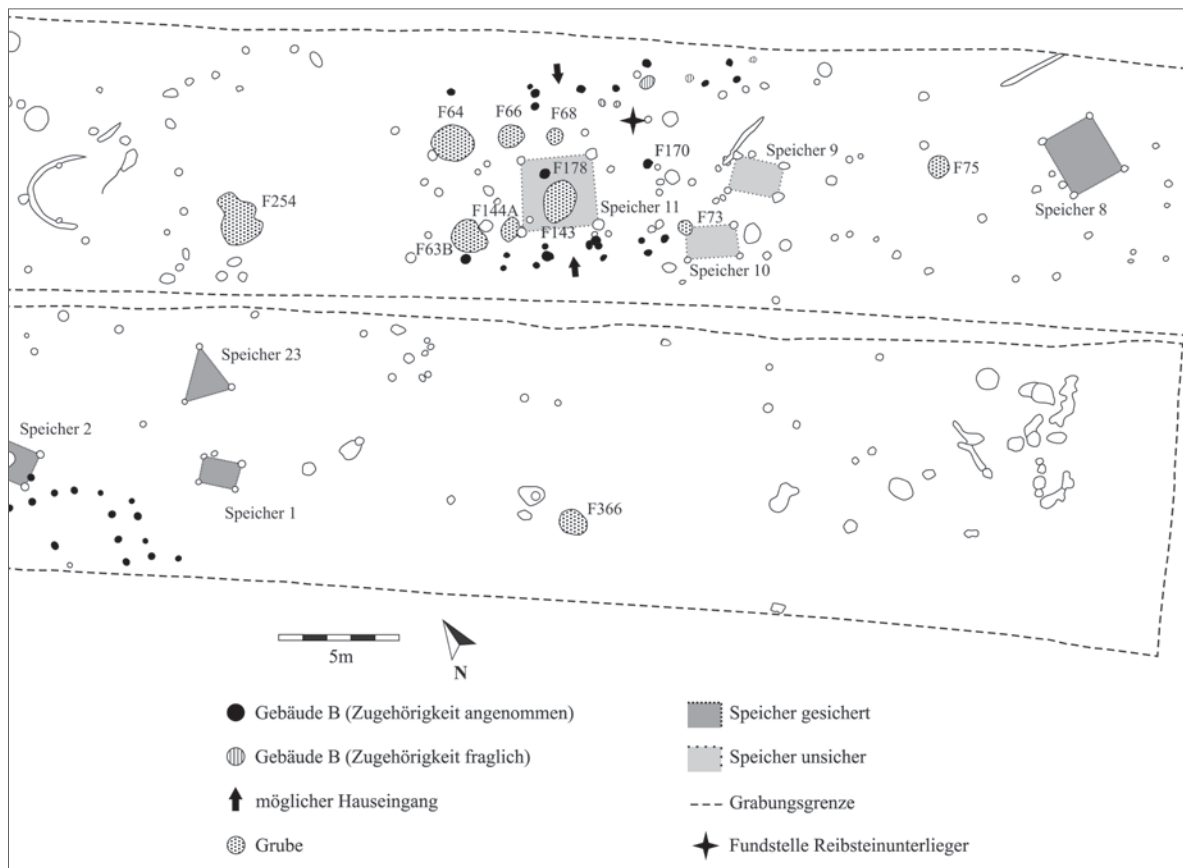 F64
F66
F68
F170
Speicher 9
F75
F178
F254
Speicher 11
Speicher 8
F144A
F73
F63B
F143
Speicher 10
Speicher 23
Speicher 2
Speicher 1
F366
5m
N
Gebäude B (Zugehörigkeit angenommen)
Gebäude B (Zugehörigkeit fraglich)
möglicher Hauseingang
Grube
Speicher gesichert
Speicher unsicher
Grabungsgrenze
Fundstelle Reibsteinunterlieger